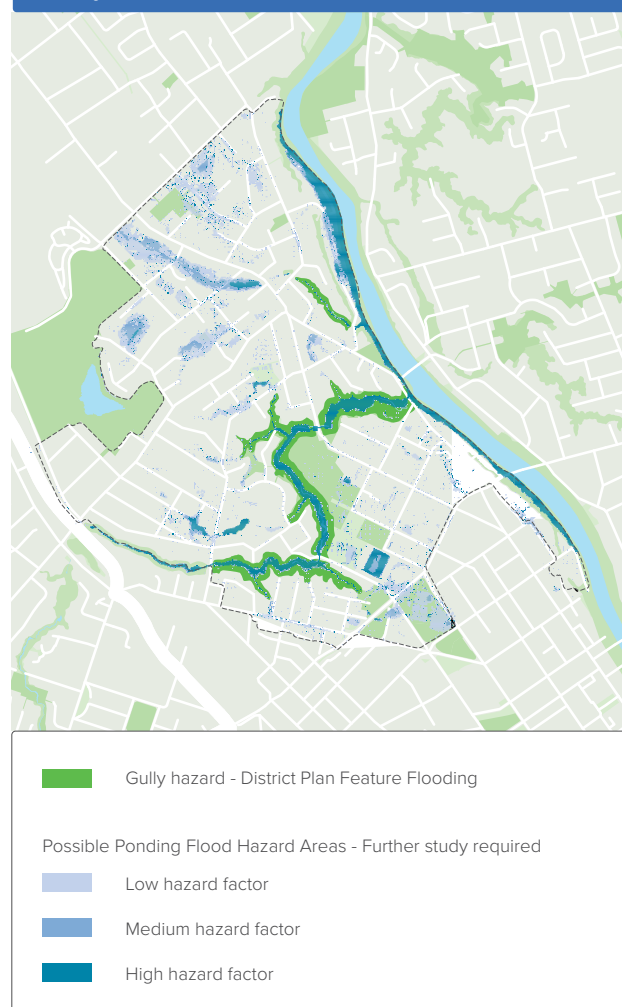 Gully hazard - District Plan Feature Flooding
Possible Ponding Flood Hazard Areas - Further study required
Low hazard factor
Medium hazard factor
High hazard factor